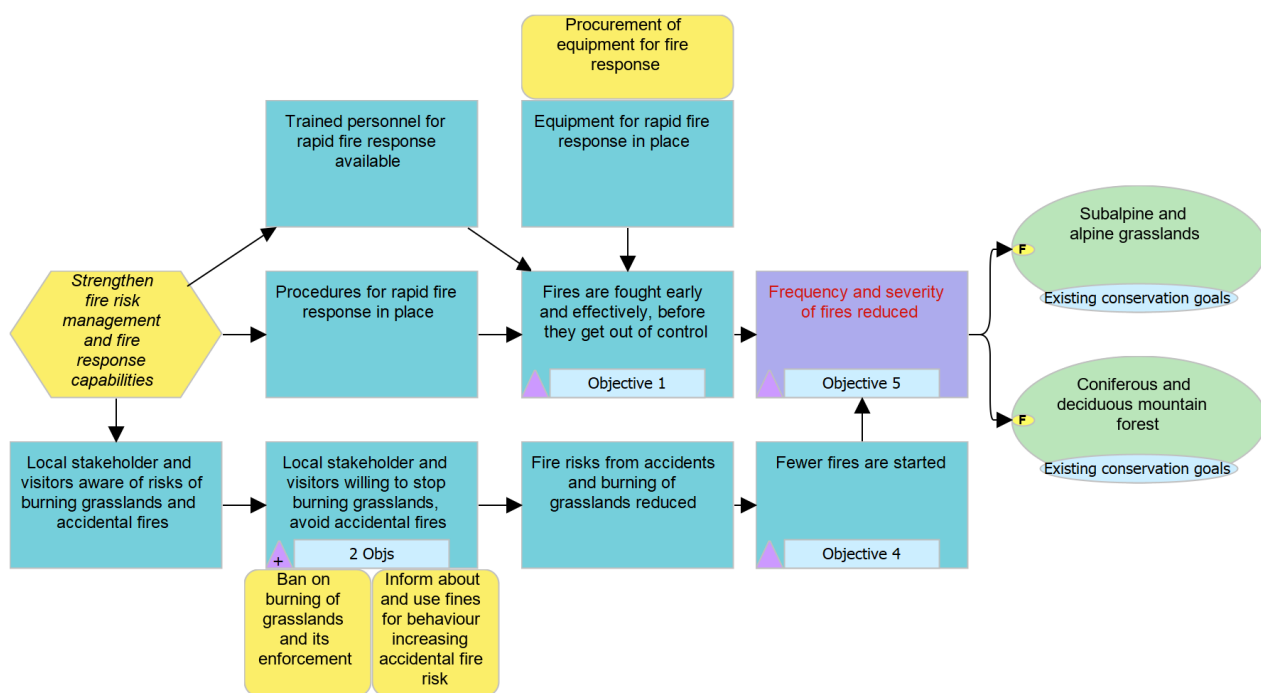 Procurement of
equipment for fire
response
Trained personnel for
rapid fire response
available
Equipment for rapid fire
response in place
Subalpine and
alpine grasslands
F
Existing conservation goals
Strengthen
fire risk
management
and fire
response
capabilities
Procedures for rapid fire
response in place
Fires are fought early
and effectively, before
they get out of control
Objective 1
Frequency and severity
of fires reduced
Objective 5
Coniferous and
deciduous mountain
forest
F
Existing conservation goals
Local stakeholder and
visitors aware of risks of
burning grasslands and
accidental fires
Local stakeholder and
visitors willing to stop
burning grasslands,
avoid accidental fires
+
2 Objs
Fire risks from accidents
and burning of
grasslands reduced
Fewer fires are started
Objective 4
Ban on
burning of
grasslands
and its
enforcement
Inform about
and use fines
for behaviour
increasing
accidental fire
risk